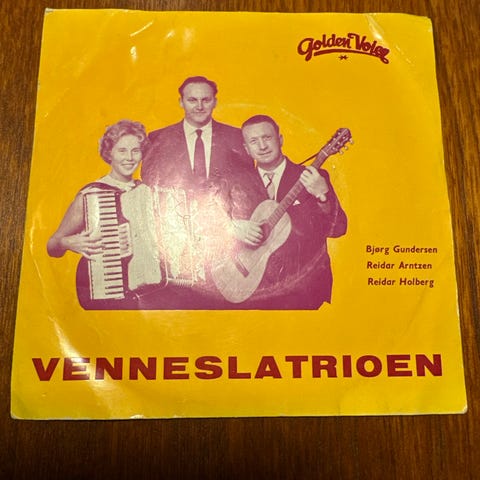 Golden Voice
Bjørg Gundersen
Reidar Arntzen
Reidar Holberg
VENNESLATRIOEN